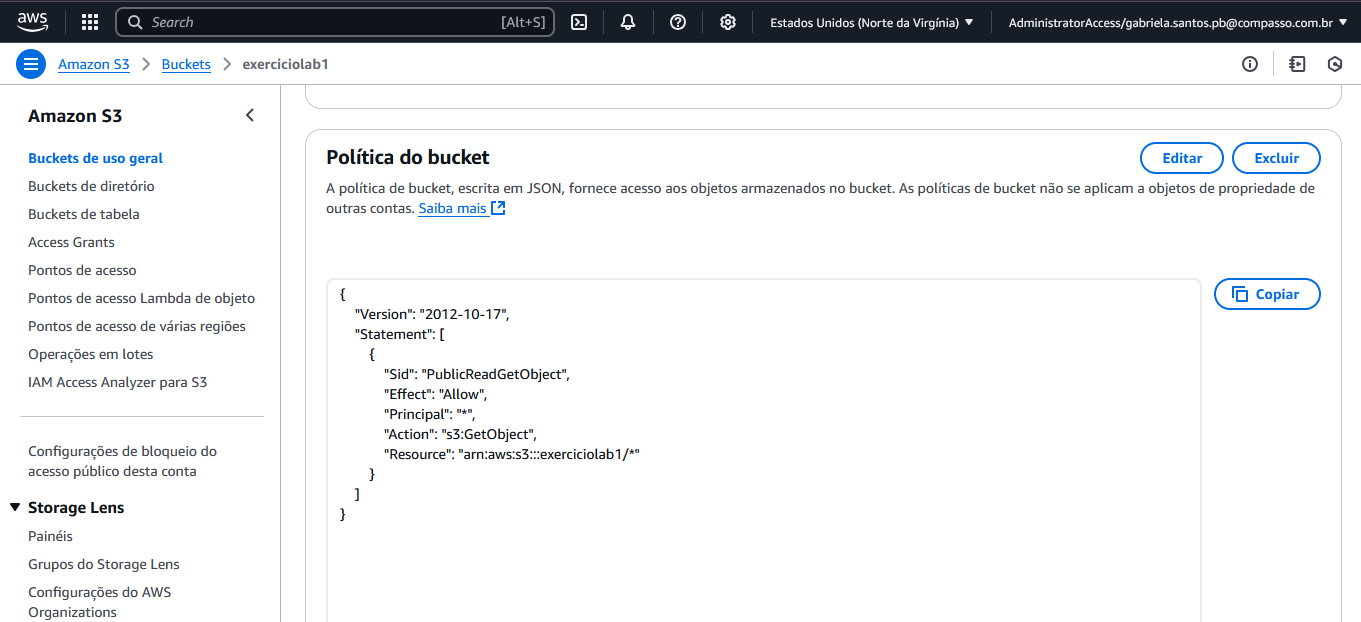 aws
Search [Alt+S]
Estados Unidos (Norte da Virgínia)
AdministratorAccess/gabriela.santos.pb@compasso.com.br
Amazon S3 > Buckets > exerciciolab1
Amazon S3
Buckets de uso geral
Buckets de diretório
Buckets de tabela
Access Grants
Pontos de acesso
Pontos de acesso Lambda de objeto
Pontos de acesso de várias regiões
Operações em lotes
IAM Access Analyzer para S3
Configurações de bloqueio do
acesso público desta conta
Storage Lens
Painéis
Grupos do Storage Lens
Configurações do AWS
Organizations
Política do bucket
Editar
Excluir
A política de bucket, escrita em JSON, fornece acesso aos objetos armazenados no bucket. As políticas de bucket não se aplicam a objetos de propriedade de
outras contas. Saiba mais
Copiar
{
"Version": "2012-10-17",
"Statement": [
{
"Sid": "PublicReadGetObject",
"Effect": "Allow",
"Principal": "*",
"Action": "s3:GetObject",
"Resource": "arn:aws:s3:::exerciciolab1/*"
}
]
}